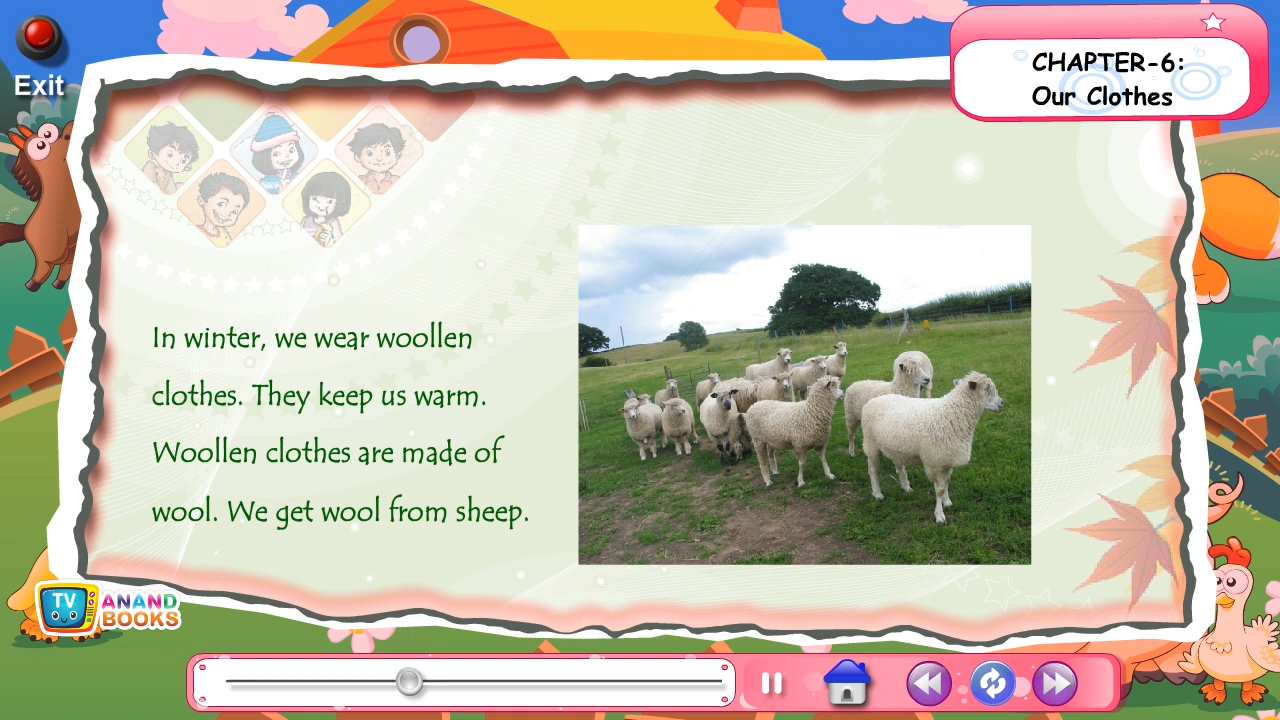 Exit
CHAPTER-6:
Our Clothes
In winter, we wear woollen
clothes. They keep us warm.
Woollen clothes are made of
wool. We get wool from sheep.
TV
ANAND
BOOKS